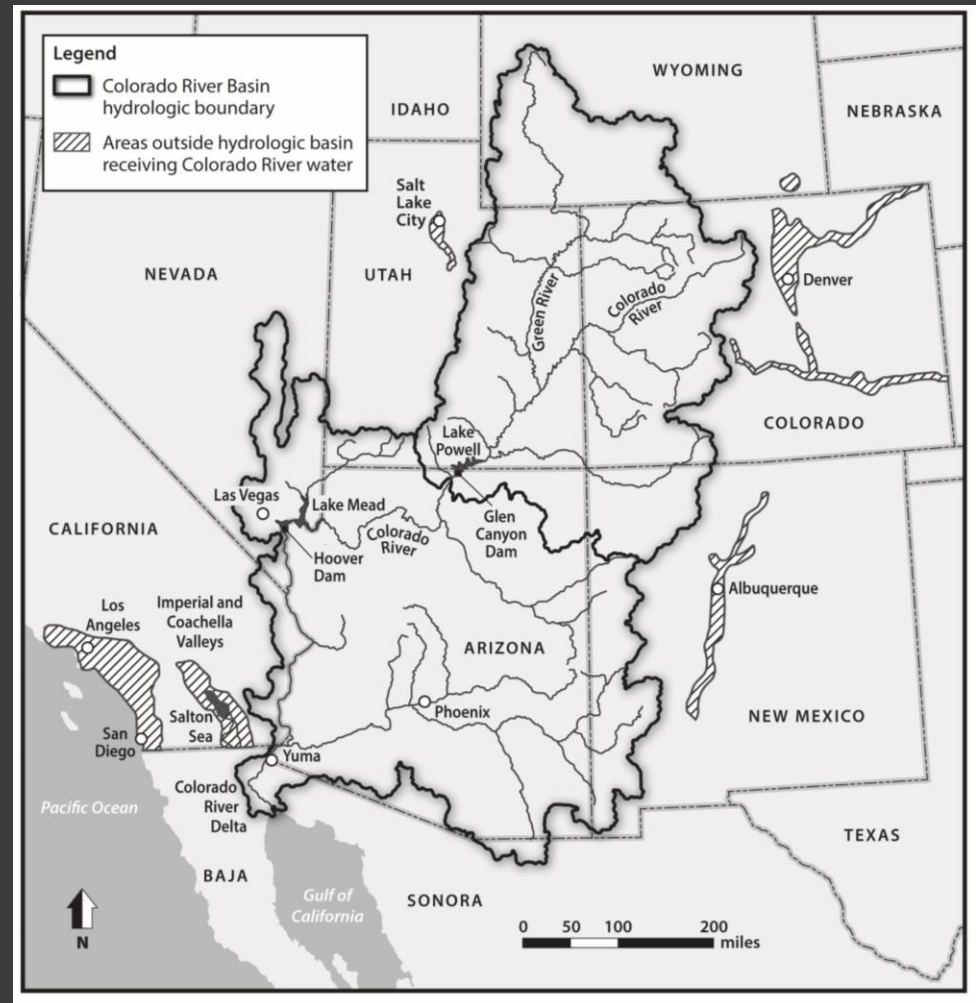 Legend
Colorado River Basin
hydrologic boundary
Areas outside hydrologic basin
receiving Colorado River water
WYOMING
IDAHO
NEBRASKA
Salt
Lake
City
NEVADA
UTAH
Green River
Colorado
River
Denver
COLORADO
Lake
Powell
Las Vegas
Lake Mead
CALIFORNIA
Colorado
River
Glen
Canyon
Dam
Hoover
Dam
Los
Angeles
Imperial and
Coachella
Valleys
Albuquerque
ARIZONA
Phoenix
NEW MEXICO
San
Diego
Salton
Sea
Yuma
Colorado
River
Delta
Pacific Ocean
TEXAS
BAJA
Gulf of
California
SONORA
N
0 50 100 200
miles